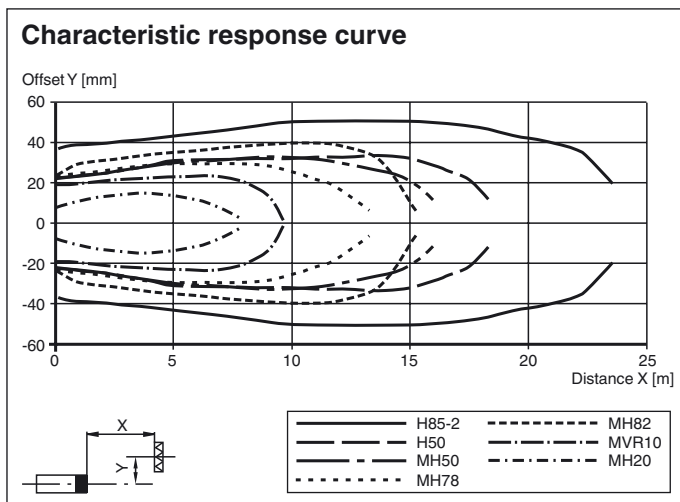 Characteristic response curve
Offset Y [mm]
60
40
20
0
-20
-40
-60
0 5 10 15 20 25
Distance X [m]
X
Y
H85-2
H50
MH50
MH78
MH82
MVR10
MH20